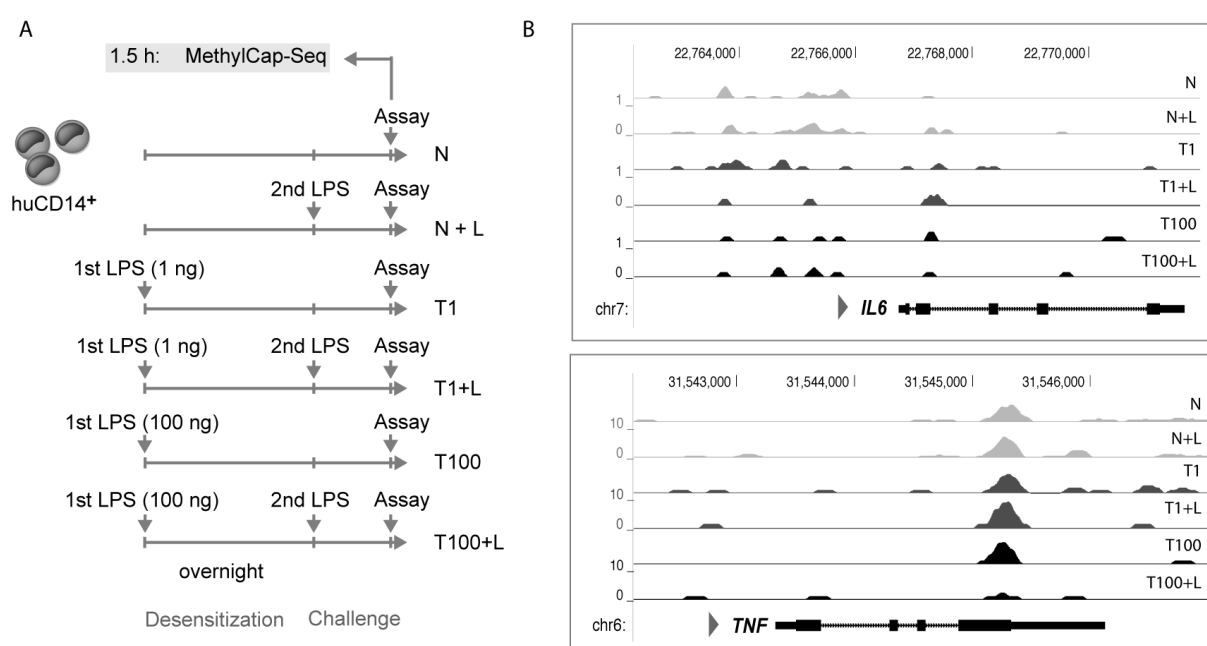 A
1.5 h: MethylCap-Seq
Assay
N
huCD14+
2nd LPS Assay
N + L
1st LPS (1 ng) Assay
T1
1st LPS (1 ng) 2nd LPS Assay
T1+L
1st LPS (100 ng) Assay
T100
1st LPS (100 ng) 2nd LPS Assay
T100+L
overnight
Desensitization Challenge
B
22,764,000 22,766,000 22,768,000 22,770,000
N
1
N+L
0
T1
1
T1+L
0
T100
1
T100+L
0
chr7: IL6
31,543,000 31,544,000 31,545,000 31,546,000
N
10
N+L
0
T1
10
T1+L
0
T100
10
T100+L
0
chr6: TNF